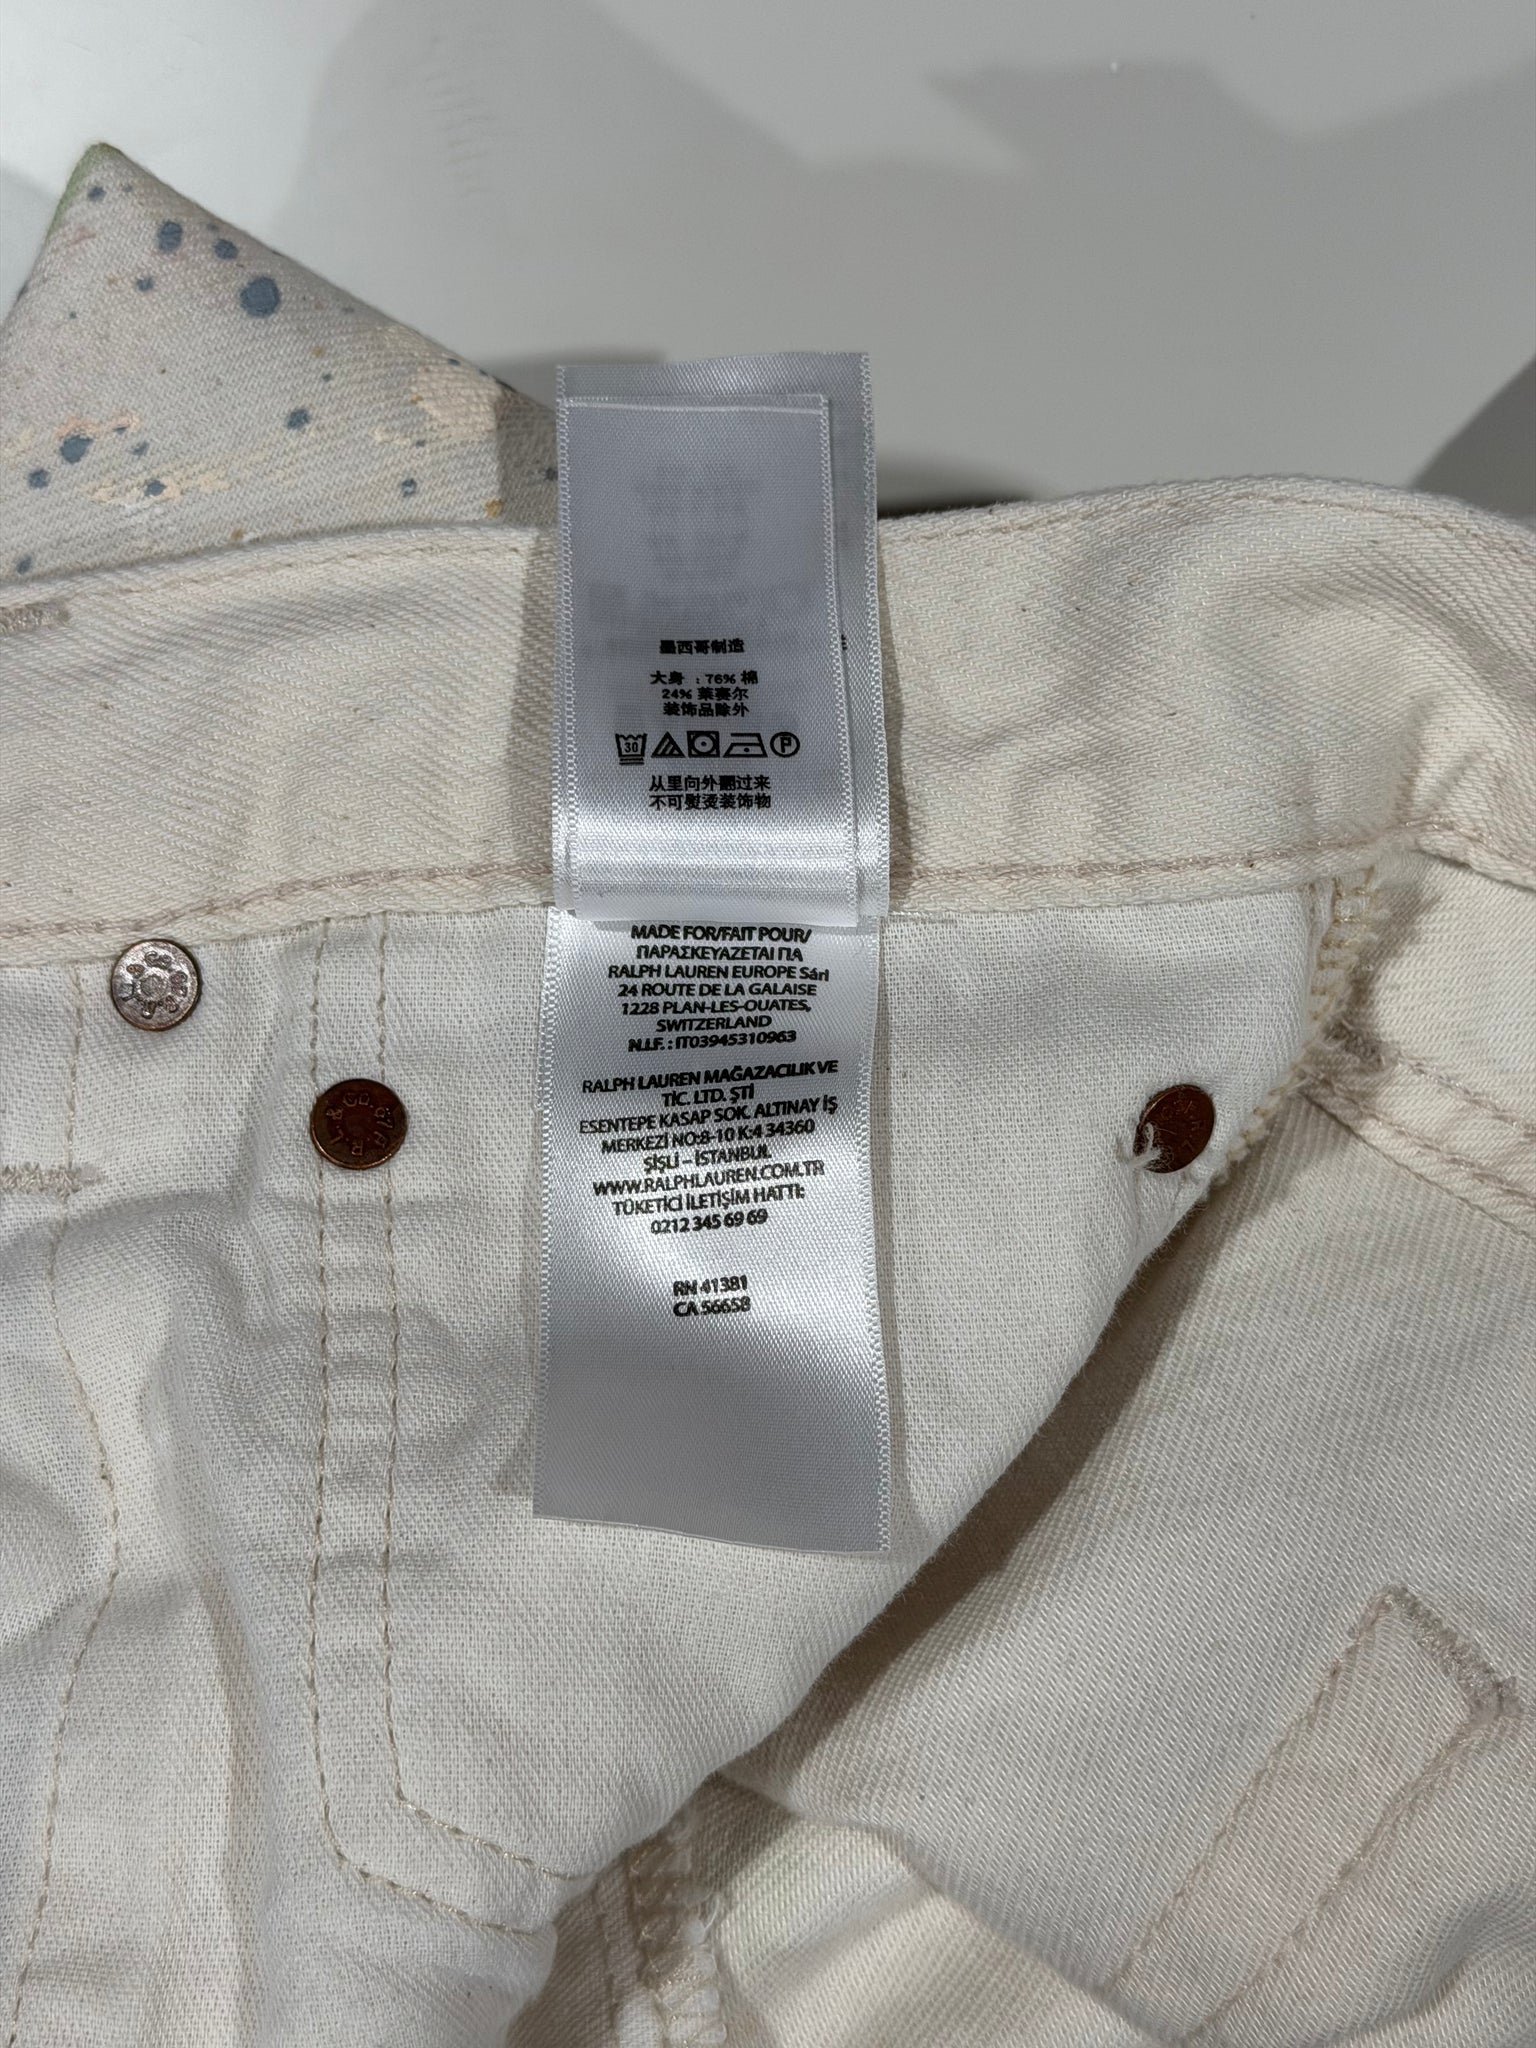 墨西哥制造
大身 : 76% 棉
24% 莱赛尔
装饰品除外
30 P
从里向外翻过来
不可熨烫装饰物
MADE FOR/FAIT POUR/
ΠΑΡΑΣΚΕΥΑΖΕΤΑΙ ΓΙΑ
RALPH LAUREN EUROPE Sàrl
24 ROUTE DE LA GALAISE
1228 PLAN-LES-OUATES,
SWITZERLAND
N.I.F. : IT03945310963
RALPH LAUREN MAĞAZACILIK VE
TİC. LTD. ŞTİ
ESENTEPE KASAP SOK. ALTINAY İŞ
MERKEZİ NO:8-10 K:4 34360
ŞİŞLİ – İSTANBUL
WWW.RALPHLAUREN.COM.TR
TÜKETİCİ İLETİŞİM HATTI:
0212 345 69 69
RN 41381
CA 56658